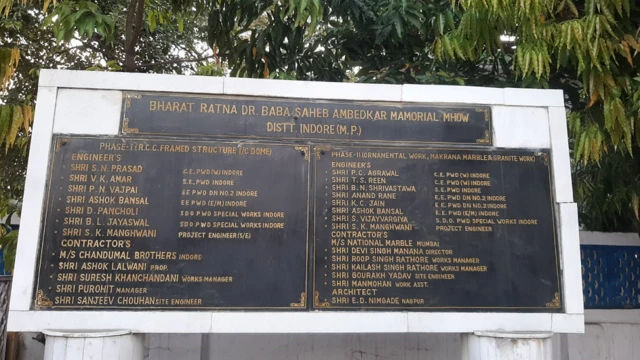 BHARAT RATNA DR. BABA SAHEB AMBEDKAR MAMORIAL MHOW
DISTT. INDORE (M.P.)
PHASE-I (R.C.C. FRAMED STRUCTURE I/C DOME)
ENGINEER'S
SHRI S. N. PRASAD C.E. PWD (W) INDORE
SHRI V. K. AMAR S.E. PWD INDORE
SHRI P. N. VAJPAI EE PWD DN NO.2 INDORE
SHRI ASHOK BANSAL EE PWD (E/M) INDORE
SHRI D. PANCHOLI SDO PWD SPECIAL WORKS INDORE
SHRI B. L. JAYASWAL SDO PWD SPECIAL WORKS INDORE
SHRI S. K. MANGHWANI PROJECT ENGINEER (S/E)
CONTRACTOR'S
M/S CHANDUMAL BROTHERS INDORE
SHRI ASHOK LALWANI PROP.
SHRI SURESH KHANCHANDANI WORKS MANAGER
SHRI PUROHIT MANAGER
SHRI SANJEEV CHOUHAN SITE ENGINEER
PHASE-II (ORNAMENTAL WORK, MAKRANA MARBLE & GRANITE WORK)
ENGINEER'S
SHRI P.C. AGRAWAL C.E. PWD (W) INDORE
SHRI T. S. REEN C.E. PWD (W) INDORE
SHRI B. N. SHRIVASTAWA S.E. PWD INDORE
SHRI ANAND RANE E.E. PWD DN NO.2 INDORE
SHRI K.C. JAIN E.E. PWD DN NO.2 INDORE
SHRI ASHOK BANSAL E.E. PWD (E/M) INDORE
SHRI S. VIJAYVARGIYA S.D.O. PWD SPECIAL WORKS INDORE
SHRI S. K. MANGHWANI PROJECT ENGINEER
CONTRACTOR'S
M/S NATIONAL MARBLE MUMBAI
SHRI DEVI SINGH MANANA DIRECTOR
SHRI ROOP SINGH RATHORE WORKS MANAGER
SHRI KAILASH SINGH RATHORE WORKS MANAGER
SHRI GOURAKH YADAV SITE ENGINEER
SHRI MANMOHAN WORK ASST.
ARCHITECT
SHRI E.D. NIMGADE NAGPUR